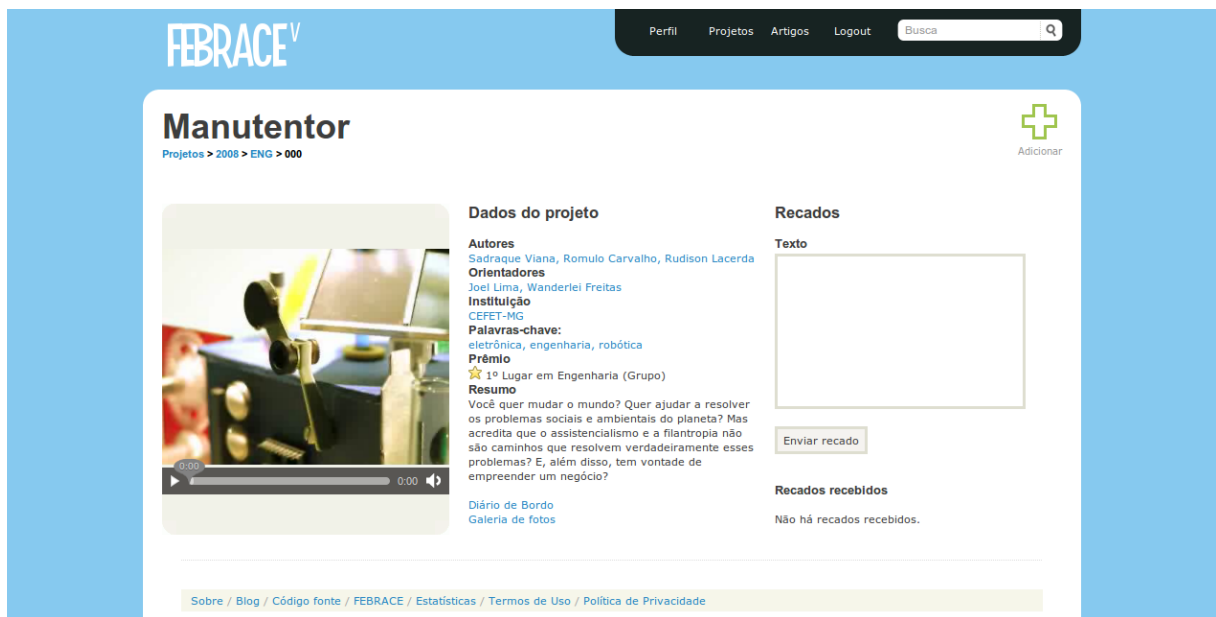 FEBRACE V
Perfil Projetos Artigos Logout Busca
Manutentor
Projetos > 2008 > ENG > 000
Adicionar
0:00
0:00
Dados do projeto
Autores
Sadraque Viana, Romulo Carvalho, Rudison Lacerda
Orientadores
Joel Lima, Wanderlei Freitas
Instituição
CEFET-MG
Palavras-chave:
eletrônica, engenharia, robótica
Prêmio
1º Lugar em Engenharia (Grupo)
Resumo
Você quer mudar o mundo? Quer ajudar a resolver
os problemas sociais e ambientais do planeta? Mas
acredita que o assistencialismo e a filantropia não
são caminhos que resolvem verdadeiramente esses
problemas? E, além disso, tem vontade de
empreender um negócio?
Diário de Bordo
Galeria de fotos
Recados
Texto
Enviar recado
Recados recebidos
Não há recados recebidos.
Sobre / Blog / Código fonte / FEBRACE / Estatísticas / Termos de Uso / Política de Privacidade